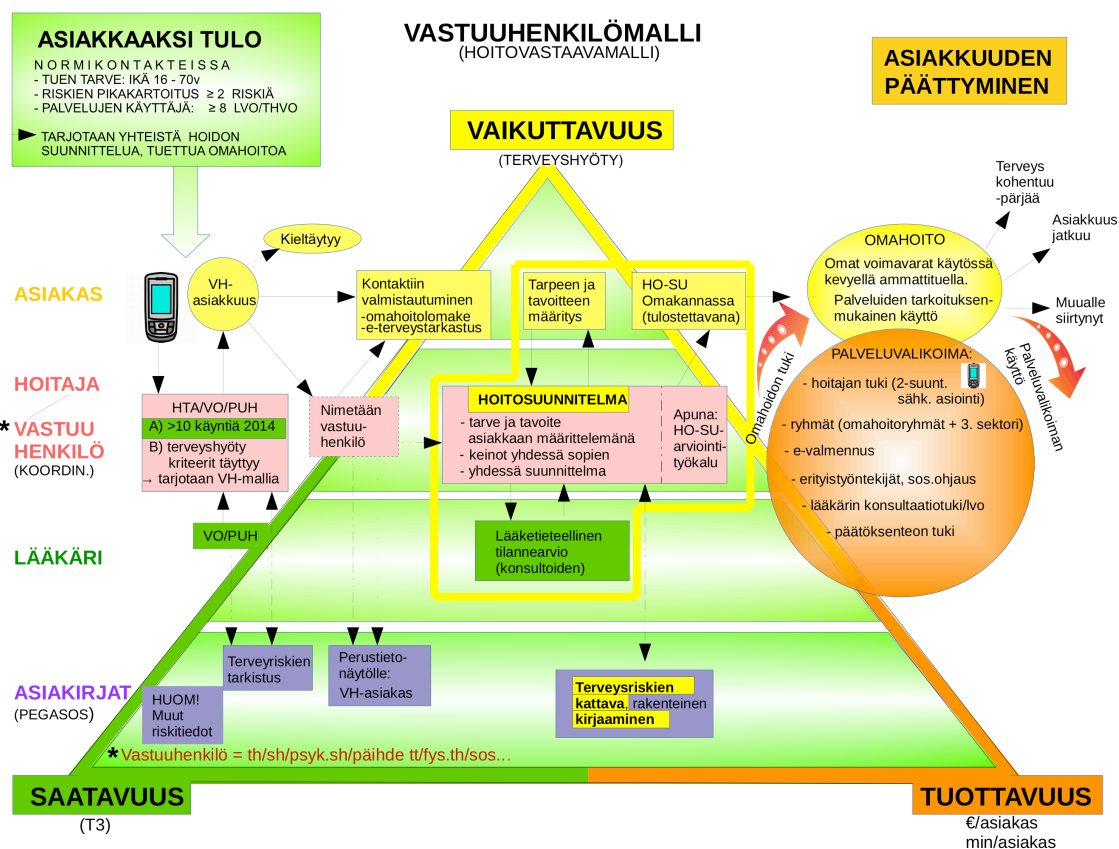 VASTUUHENKILÖMALLI
(HOITOVASTAAVAMALLI)
ASIAKKAAKSI TULO
NORMIKONTAKTEISSA
- TUEN TARVE: IKÄ 16 - 70v
- RISKIEN PIKAKARTOITUS ≥ 2 RISKIÄ
- PALVELUJEN KÄYTTÄJÄ: ≥ 8 LVO/THVO
TARJOTAAN YHTEISTÄ HOIDON
SUUNNITTELUA, TUETTUA OMAHOITOA
ASIAKKUUDEN
PÄÄTTYMINEN
VAIKUTTAVUUS
(TERVEYSHYÖTY)
Terveys
kohentuu
-pärjää
Asiakkuus
jatkuu
Muualle
siirtynyt
Kieltäytyy
ASIAKAS
VH-
asiakkuus
Kontaktiin
valmistautuminen
-omahoitolomake
-e-terveystarkastus
Tarpeen ja
tavoitteen
määritys
HO-SU
Omakannassa
(tulostettavana)
OMAHOITO
Omat voimavarat käytössä
kevyellä ammattituella.
Palveluiden tarkoituksen-
mukainen käyttö
Omahoidon tuki
Palveluvalikoiman
käyttö
PALVELUVALIKOIMA:
- hoitajan tuki (2-suunt.
sähk. asiointi)
- ryhmät (omahoitoryhmät + 3. sektori)
- e-valmennus
- erityistyöntekijät, sos.ohjaus
- lääkärin konsultaatiotuki/lvo
- päätöksenteon tuki
HOITAJA
* VASTUU
HENKILÖ
(KOORDIN.)
HTA/VO/PUH
A) >10 käyntiä 2014
B) terveyshyöty
kriteerit täyttyy
→ tarjotaan VH-mallia
Nimetään
vastuu-
henkilö
HOITOSUUNNITELMA
- tarve ja tavoite
asiakkaan määrittelemänä
- keinot yhdessä sopien
- yhdessä suunnittelma
Apuna:
HO-SU-
arviointi-
työkalu
LÄÄKÄRI
VO/PUH
Lääketieteellinen
tilannearvio
(konsultoiden)
ASIAKIRJAT
(PEGASOS)
Terveyriskien
tarkistus
HUOM!
Muut
riskitiedot
Perustieto-
näytölle:
VH-asiakas
Terveysriskien
kattava, rakenteinen
kirjaaminen
* Vastuuhenkilö = th/sh/psyk.sh/päihde tt/fys.th/sos...
SAATAVUUS
(T3)
TUOTTAVUUS
€/asiakas
min/asiakas